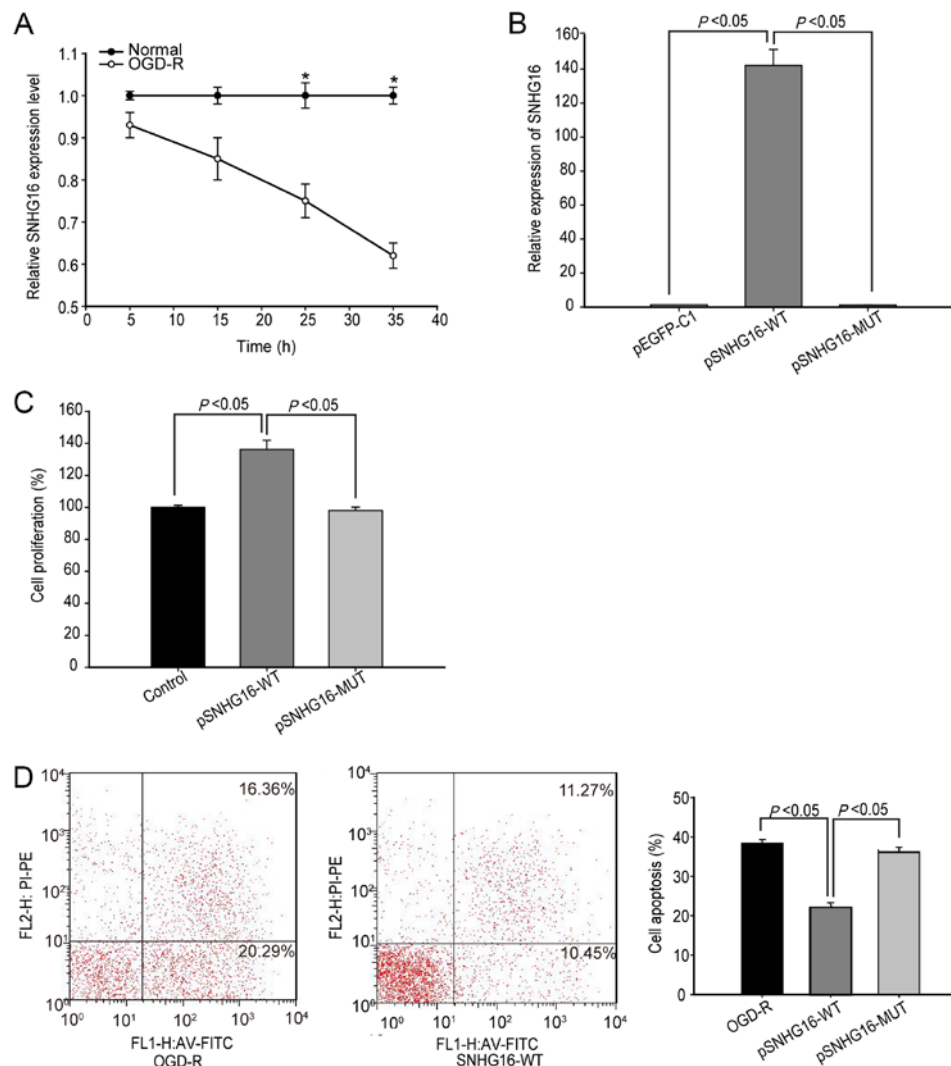 A
Normal
OGD-R
* *
Relative SNHG16 expression level
1.1
1.0
0.9
0.8
0.7
0.6
0.5
0 5 10 15 20 25 30 35 40
Time (h)
B
P <0.05 P <0.05
Relative expression of SNHG16
160
140
120
100
80
60
40
20
0
pEGFP-C1 pSNHG16-WT pSNHG16-MUT
C
P <0.05 P <0.05
Cell proliferation (%)
160
140
120
100
80
60
40
20
0
Control pSNHG16-WT pSNHG16-MUT
D
FL2-H: PI-PE
10⁴
10³
10²
10¹
10⁰
16.36%
20.29%
10⁰ 10¹ 10² 10³ 10⁴
FL1-H:AV-FITC
OGD-R
FL2-H:PI-PE
10⁴
10³
10²
10¹
10⁰
11.27%
10.45%
10⁰ 10¹ 10² 10³ 10⁴
FL1-H:AV-FITC
SNHG16-WT
P <0.05 P <0.05
Cell apoptosis (%)
50
40
30
20
10
0
OGD-R pSNHG16-WT pSNHG16-MUT